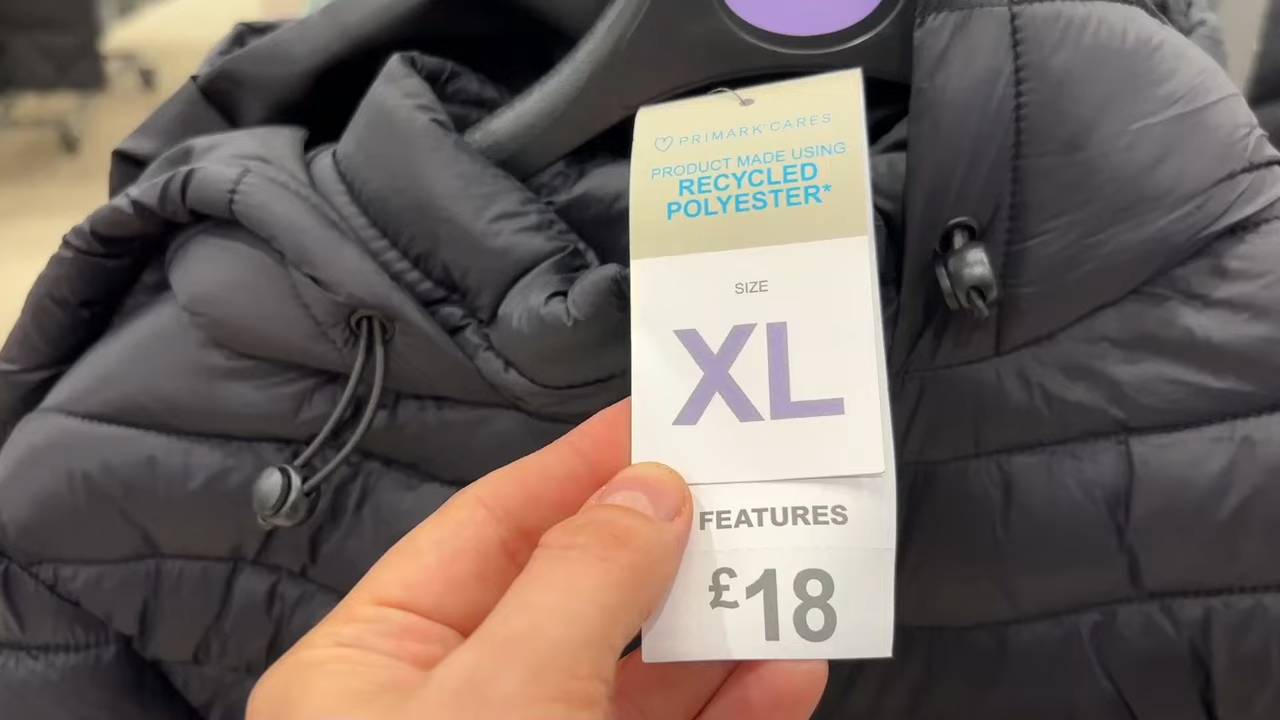 PRIMARK® CARES
PRODUCT MADE USING
RECYCLED
POLYESTER*
SIZE
XL
FEATURES
£18